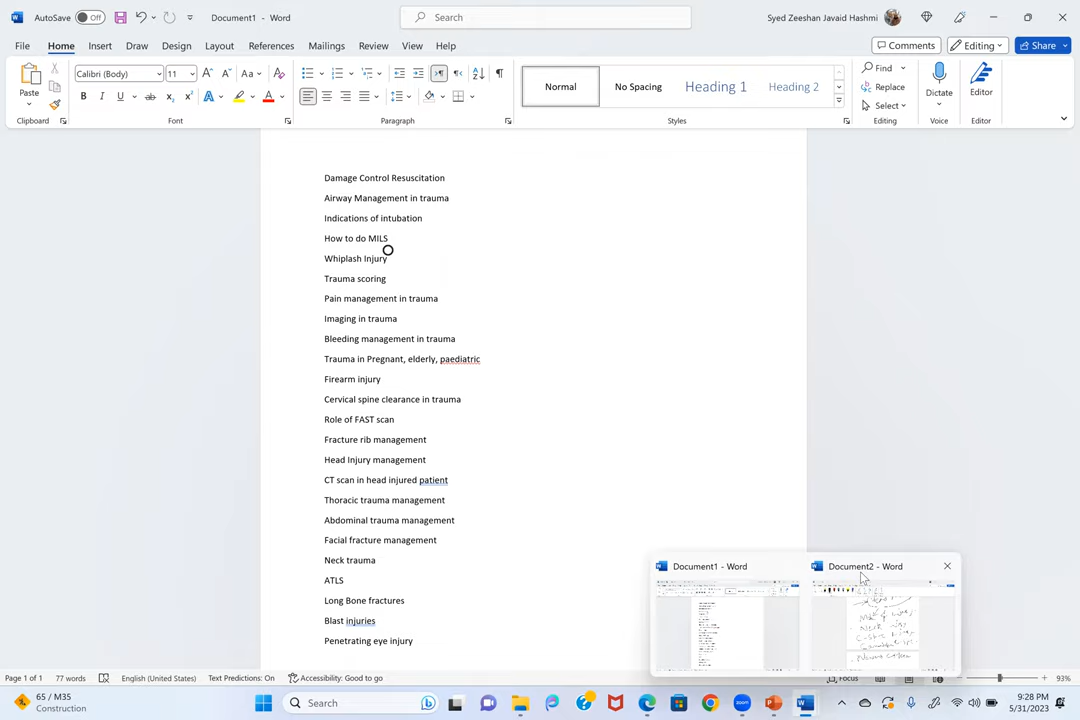 AutoSave Off Document1 - Word Search Syed Zeeshan Javaid Hashmi
File Home Insert Draw Design Layout References Mailings Review View Help Comments Editing Share
Calibri (Body) 11 Aa Normal No Spacing Heading 1 Heading 2 Find
Paste Replace Dictate Editor
B I U ab x₂ x² A A Select
Clipboard Font Paragraph Styles Editing Voice Editor
Damage Control Resuscitation
Airway Management in trauma
Indications of intubation
How to do MILS
Whiplash Injury
Trauma scoring
Pain management in trauma
Imaging in trauma
Bleeding management in trauma
Trauma in Pregnant, elderly, paediatric
Firearm injury
Cervical spine clearance in trauma
Role of FAST scan
Fracture rib management
Head Injury management
CT scan in head injured patient
Thoracic trauma management
Abdominal trauma management
Facial fracture management
Neck trauma
ATLS
Long Bone fractures
Blast injuries
Penetrating eye injury
Document1 - Word Document2 - Word
Page 1 of 1 77 words English (United States) Text Predictions: On Accessibility: Good to go Focus 93%
65 / M35
Construction
Search
zoom
9:28 PM
5/31/2023